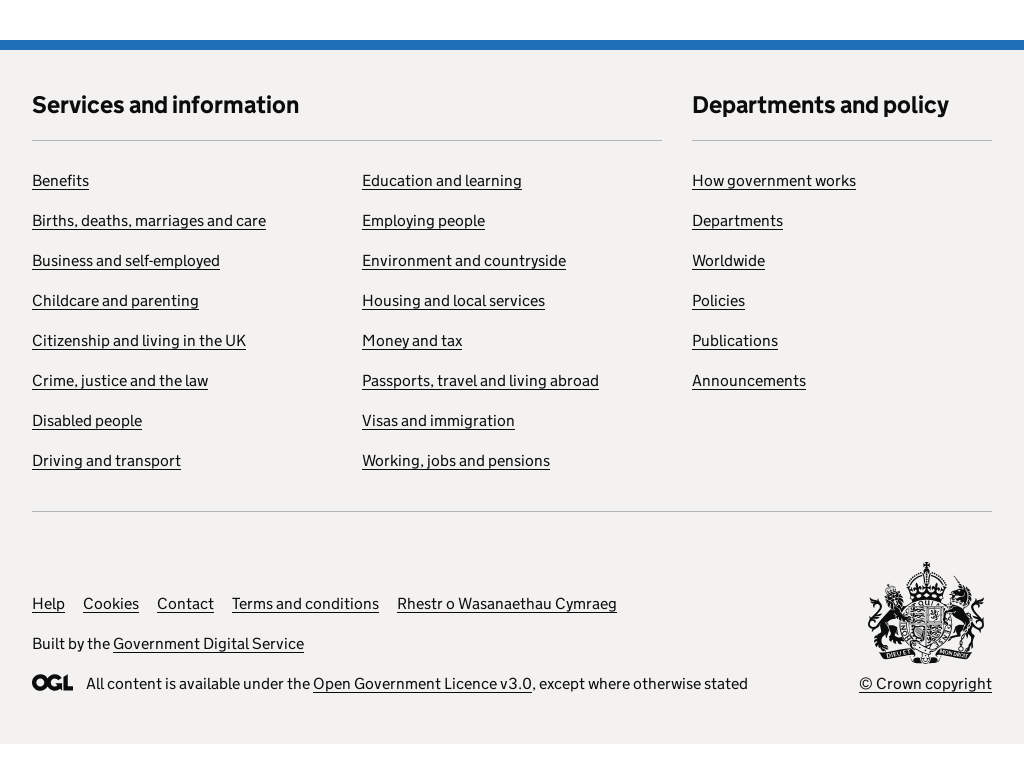 Services and information
Benefits
Births, deaths, marriages and care
Business and self-employed
Childcare and parenting
Citizenship and living in the UK
Crime, justice and the law
Disabled people
Driving and transport
Education and learning
Employing people
Environment and countryside
Housing and local services
Money and tax
Passports, travel and living abroad
Visas and immigration
Working, jobs and pensions
Departments and policy
How government works
Departments
Worldwide
Policies
Publications
Announcements
Help Cookies Contact Terms and conditions Rhestr o Wasanaethau Cymraeg
Built by the Government Digital Service
OGL All content is available under the Open Government Licence v3.0, except where otherwise stated
DIEU ET MON DROIT
© Crown copyright